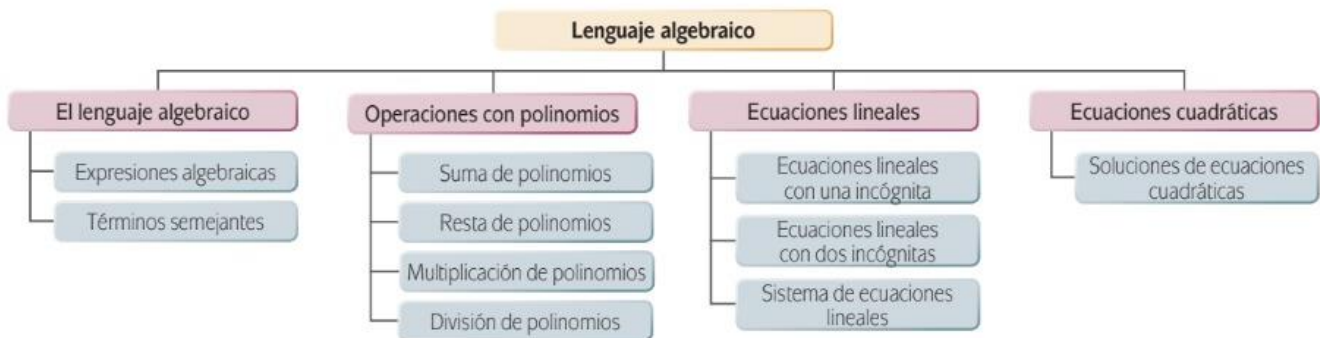 Lenguaje algebraico
El lenguaje algebraico
Expresiones algebraicas
Términos semejantes
Operaciones con polinomios
Suma de polinomios
Resta de polinomios
Multiplicación de polinomios
División de polinomios
Ecuaciones lineales
Ecuaciones lineales
con una incógnita
Ecuaciones lineales
con dos incógnitas
Sistema de ecuaciones
lineales
Ecuaciones cuadráticas
Soluciones de ecuaciones
cuadráticas